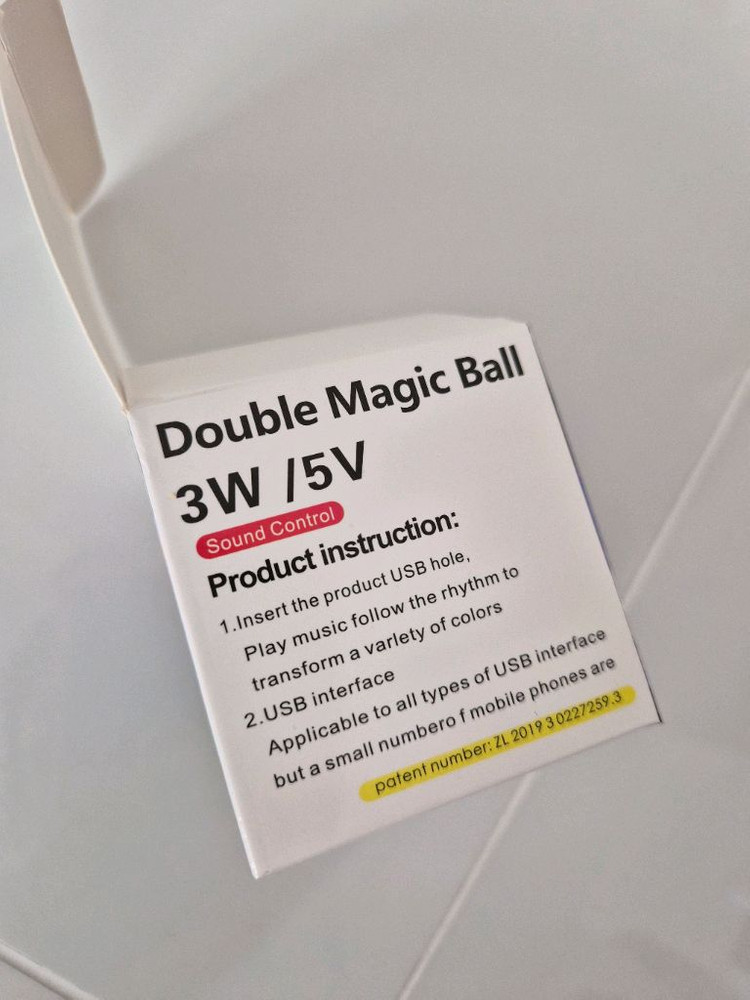 Double Magic Ball
3W /5V
Sound Control
Product instruction:
1.Insert the product USB hole,
Play music follow the rhythm to
transform a varlety of colors
2.USB interface
Applicable to all types of USB interface
but a small numbero f mobile phones are
patent number: ZL 2019 3 0227259.3